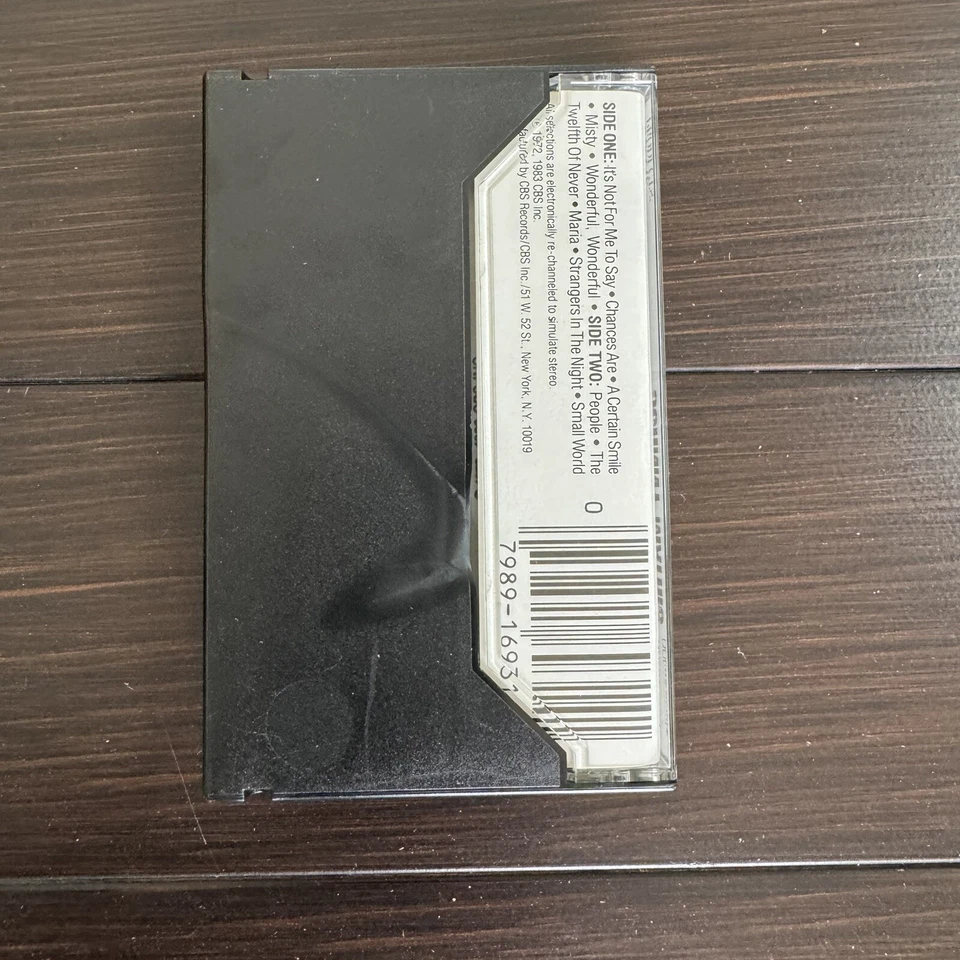 SIDE ONE: It's Not For Me To Say • Chances Are • A Certain Smile
• Misty • Wonderful, Wonderful • SIDE TWO: People • The
Twelfth Of Never • Maria • Strangers In The Night • Small World
All selections are electronically re-channeled to simulate stereo.
1972, 1983 CBS Inc.
factured by CBS Records/CBS Inc./51 W. 52 St., New York, N.Y. 10019
0
7989-16931